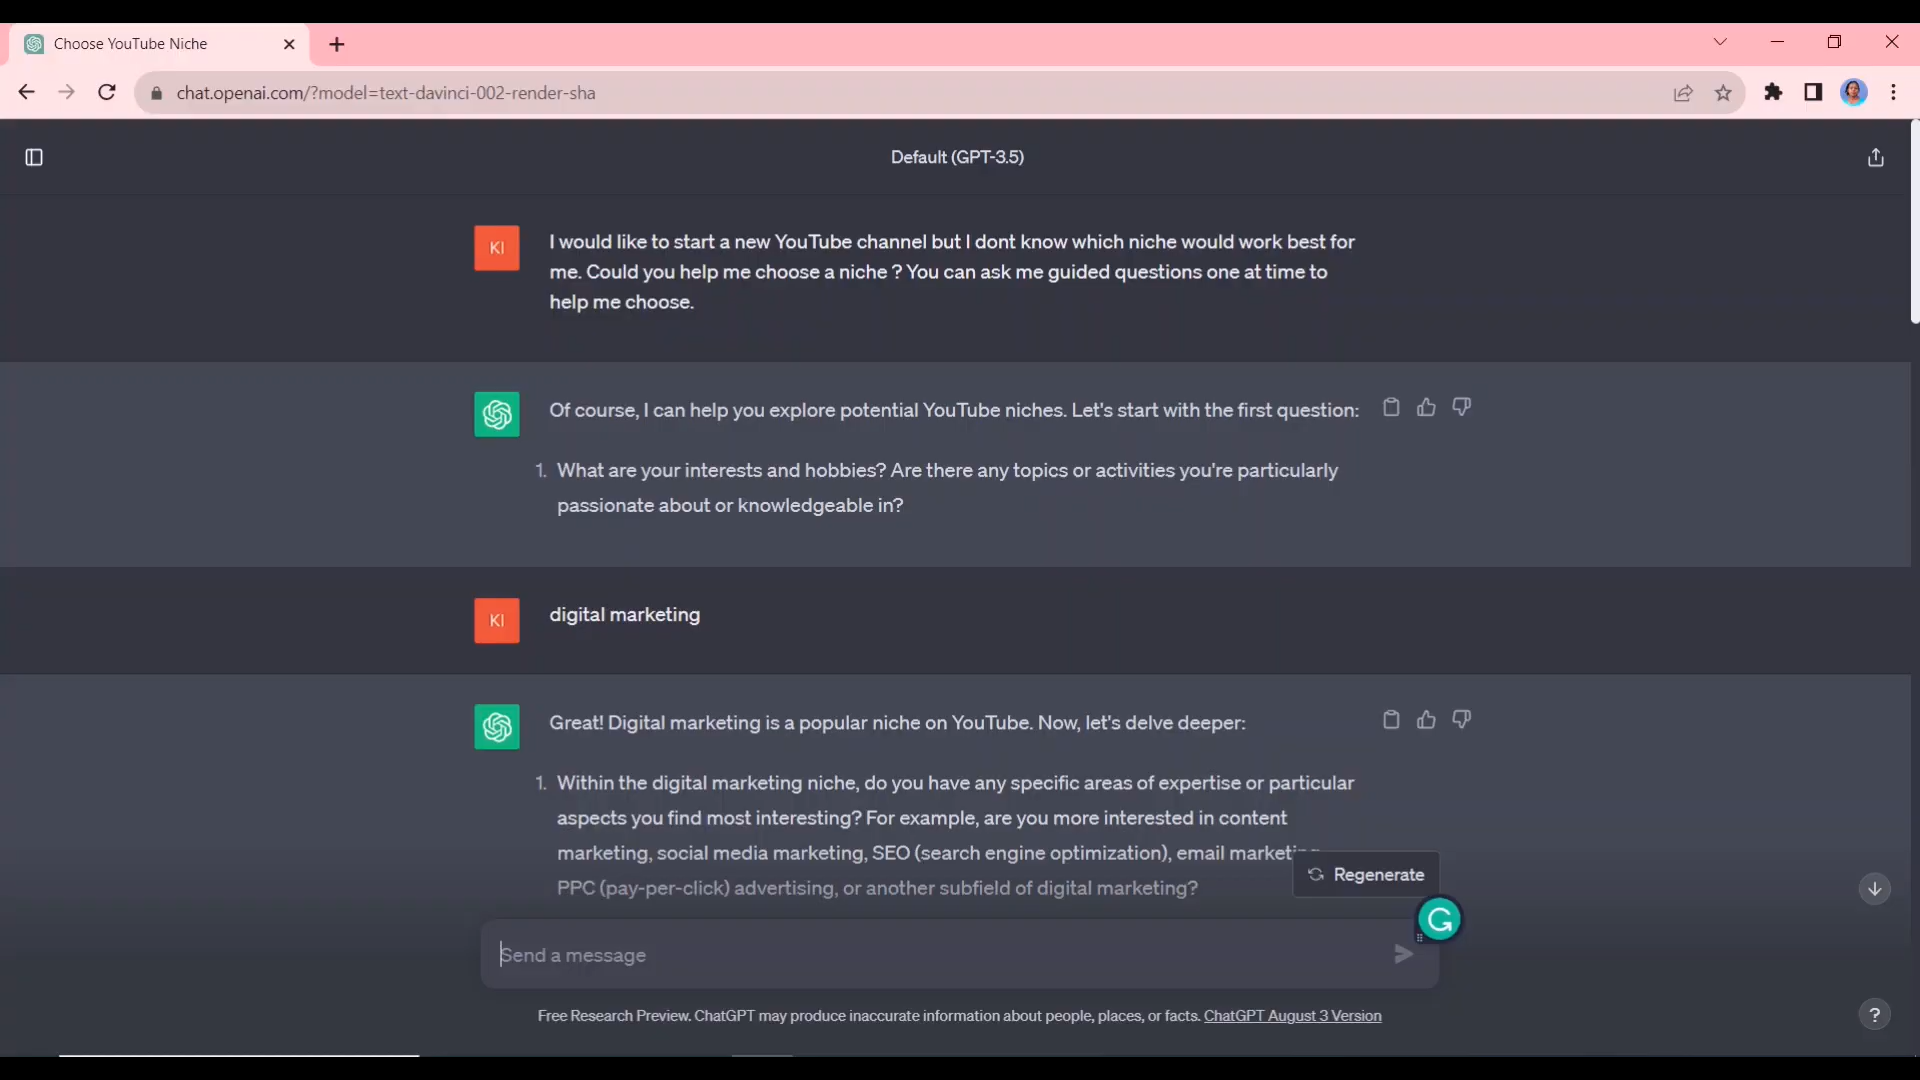 Choose YouTube Niche
chat.openai.com/?model=text-davinci-002-render-sha
Default (GPT-3.5)
KI
I would like to start a new YouTube channel but I dont know which niche would work best for
me. Could you help me choose a niche ? You can ask me guided questions one at time to
help me choose.
Of course, I can help you explore potential YouTube niches. Let's start with the first question:
1. What are your interests and hobbies? Are there any topics or activities you're particularly
passionate about or knowledgeable in?
KI
digital marketing
Great! Digital marketing is a popular niche on YouTube. Now, let's delve deeper:
1. Within the digital marketing niche, do you have any specific areas of expertise or particular
aspects you find most interesting? For example, are you more interested in content
marketing, social media marketing, SEO (search engine optimization), email marketing
PPC (pay-per-click) advertising, or another subfield of digital marketing?
Regenerate
G
Send a message
Free Research Preview. ChatGPT may produce inaccurate information about people, places, or facts. ChatGPT August 3 Version
?